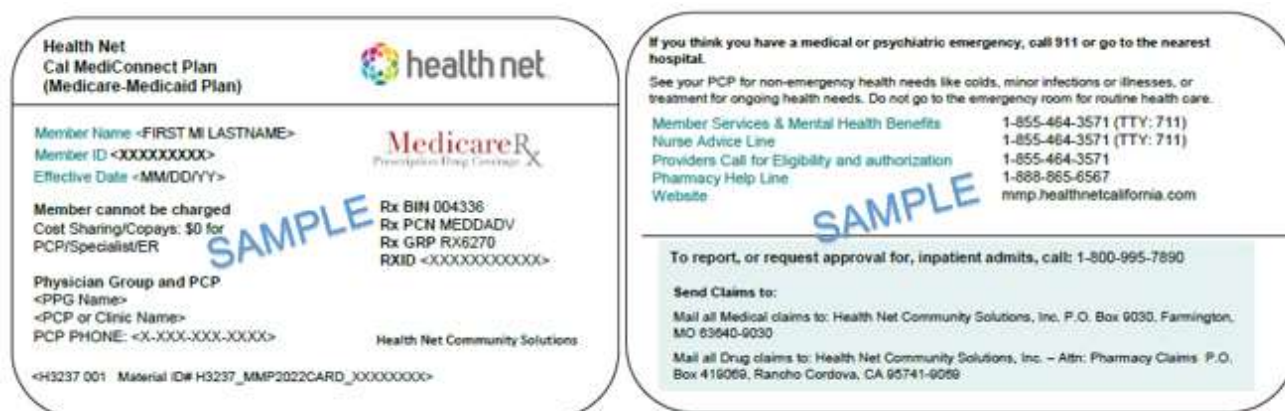 Health Net
Cal MediConnect Plan
(Medicare-Medicaid Plan)
health net
Member Name <FIRST MI LASTNAME>
Member ID <XXXXXXXXX>
Effective Date <MM/DD/YY>
MedicareRx
Prescription Drug Coverage
Member cannot be charged
Cost Sharing/Copays: $0 for
PCP/Specialist/ER
SAMPLE
Rx BIN 004336
Rx PCN MEDDADV
Rx GRP RX6270
RXID <XXXXXXXXXXX>
Physician Group and PCP
<PPG Name>
<PCP or Clinic Name>
PCP PHONE: <X-XXX-XXX-XXXX>
Health Net Community Solutions
<H3237 001 Material ID# H3237_MMP2022CARD_XXXXXXXX>
If you think you have a medical or psychiatric emergency, call 911 or go to the nearest
hospital.
See your PCP for non-emergency health needs like colds, minor infections or illnesses, or
treatment for ongoing health needs. Do not go to the emergency room for routine health care.
Member Services & Mental Health Benefits 1-855-464-3571 (TTY: 711)
Nurse Advice Line 1-855-464-3571 (TTY: 711)
Providers Call for Eligibility and authorization 1-855-464-3571
Pharmacy Help Line 1-888-865-6567
Website mmp.healthnetcalifornia.com
SAMPLE
To report, or request approval for, inpatient admits, call: 1-800-995-7890
Send Claims to:
Mail all Medical claims to: Health Net Community Solutions, Inc. P.O. Box 9030, Farmington,
MO 63640-9030
Mail all Drug claims to: Health Net Community Solutions, Inc. – Attn: Pharmacy Claims P.O.
Box 419069, Rancho Cordova, CA 95741-9069